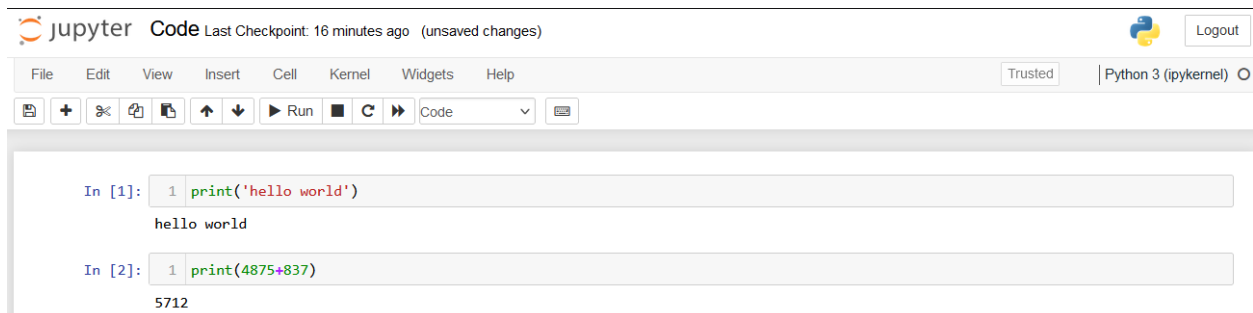 jupyter Code Last Checkpoint: 16 minutes ago (unsaved changes) Logout
File Edit View Insert Cell Kernel Widgets Help Trusted Python 3 (ipykernel)
Run Code
In [1]: 1 print('hello world')
hello world
In [2]: 1 print(4875+837)
5712